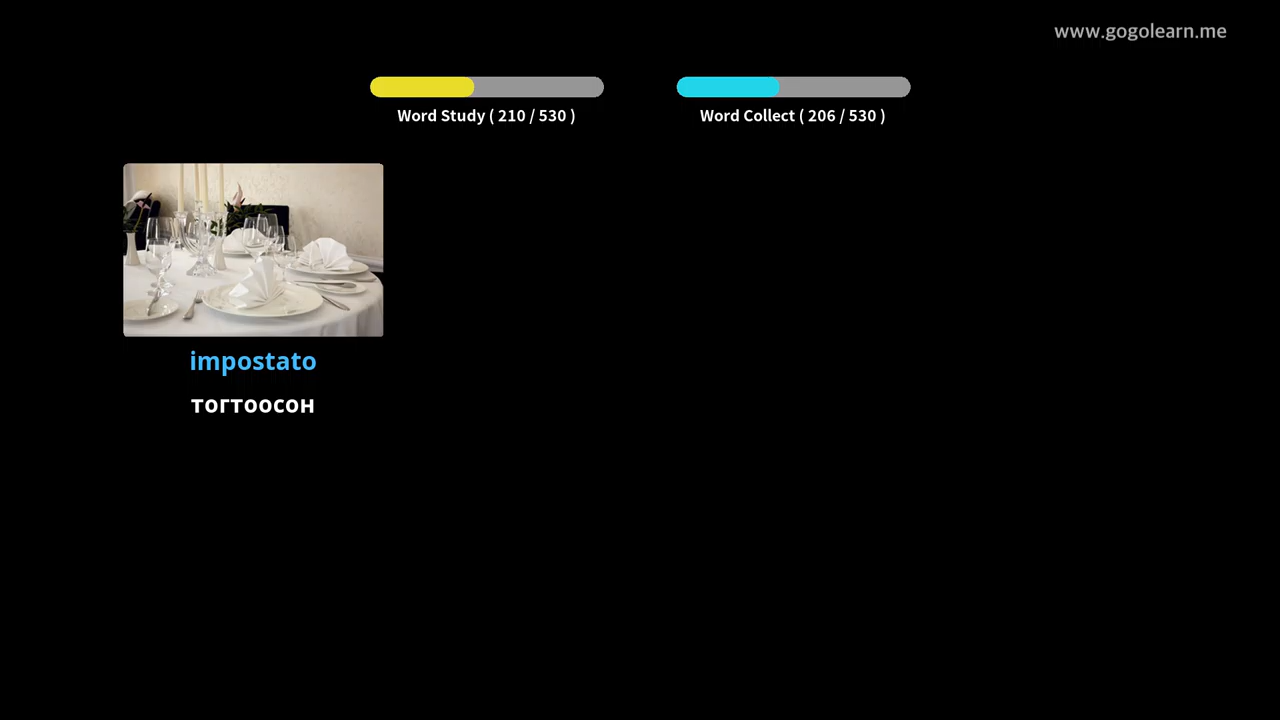 www.gogolearn.me
Word Study ( 210 / 530 )
Word Collect ( 206 / 530 )
impostato
тогтоосон